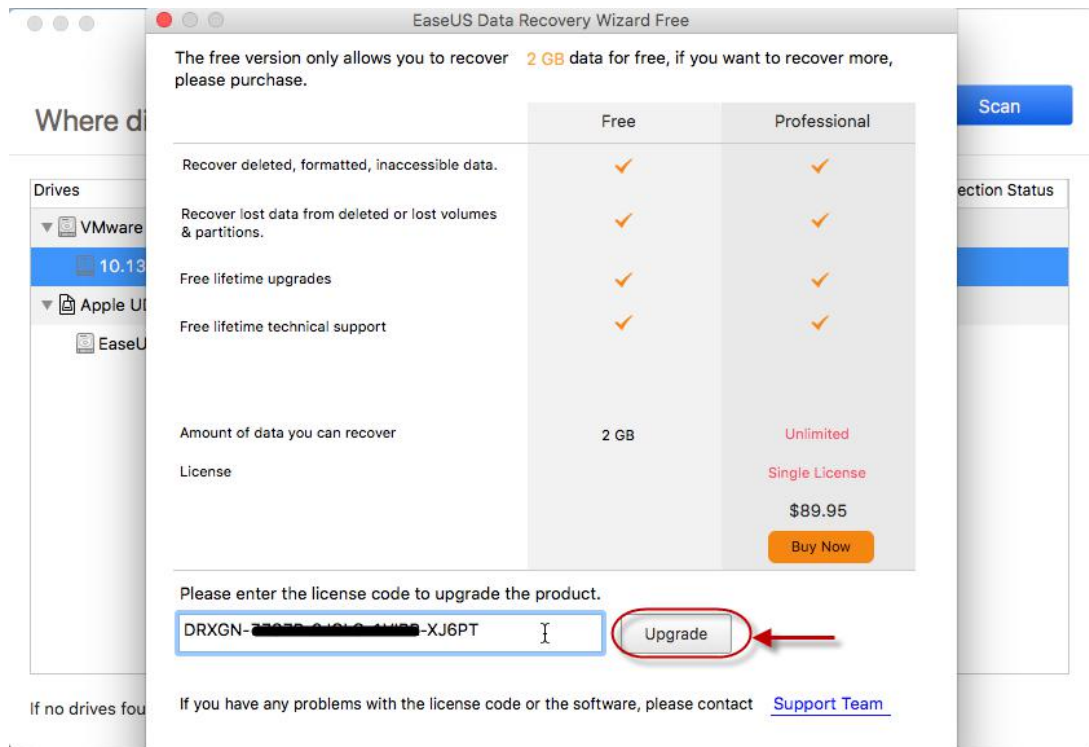 EaseUS Data Recovery Wizard Free
The free version only allows you to recover 2 GB data for free, if you want to recover more,
please purchase.
Where di
Scan
Free Professional
Recover deleted, formatted, inaccessible data.
Drives
ection Status
Recover lost data from deleted or lost volumes
& partitions.
VMware
10.13
Free lifetime upgrades
Apple UI
Free lifetime technical support
EaseU
Amount of data you can recover 2 GB Unlimited
License Single License
$89.95
Buy Now
Please enter the license code to upgrade the product.
DRXGN- -XJ6PT
Upgrade
If no drives fou
If you have any problems with the license code or the software, please contact Support Team